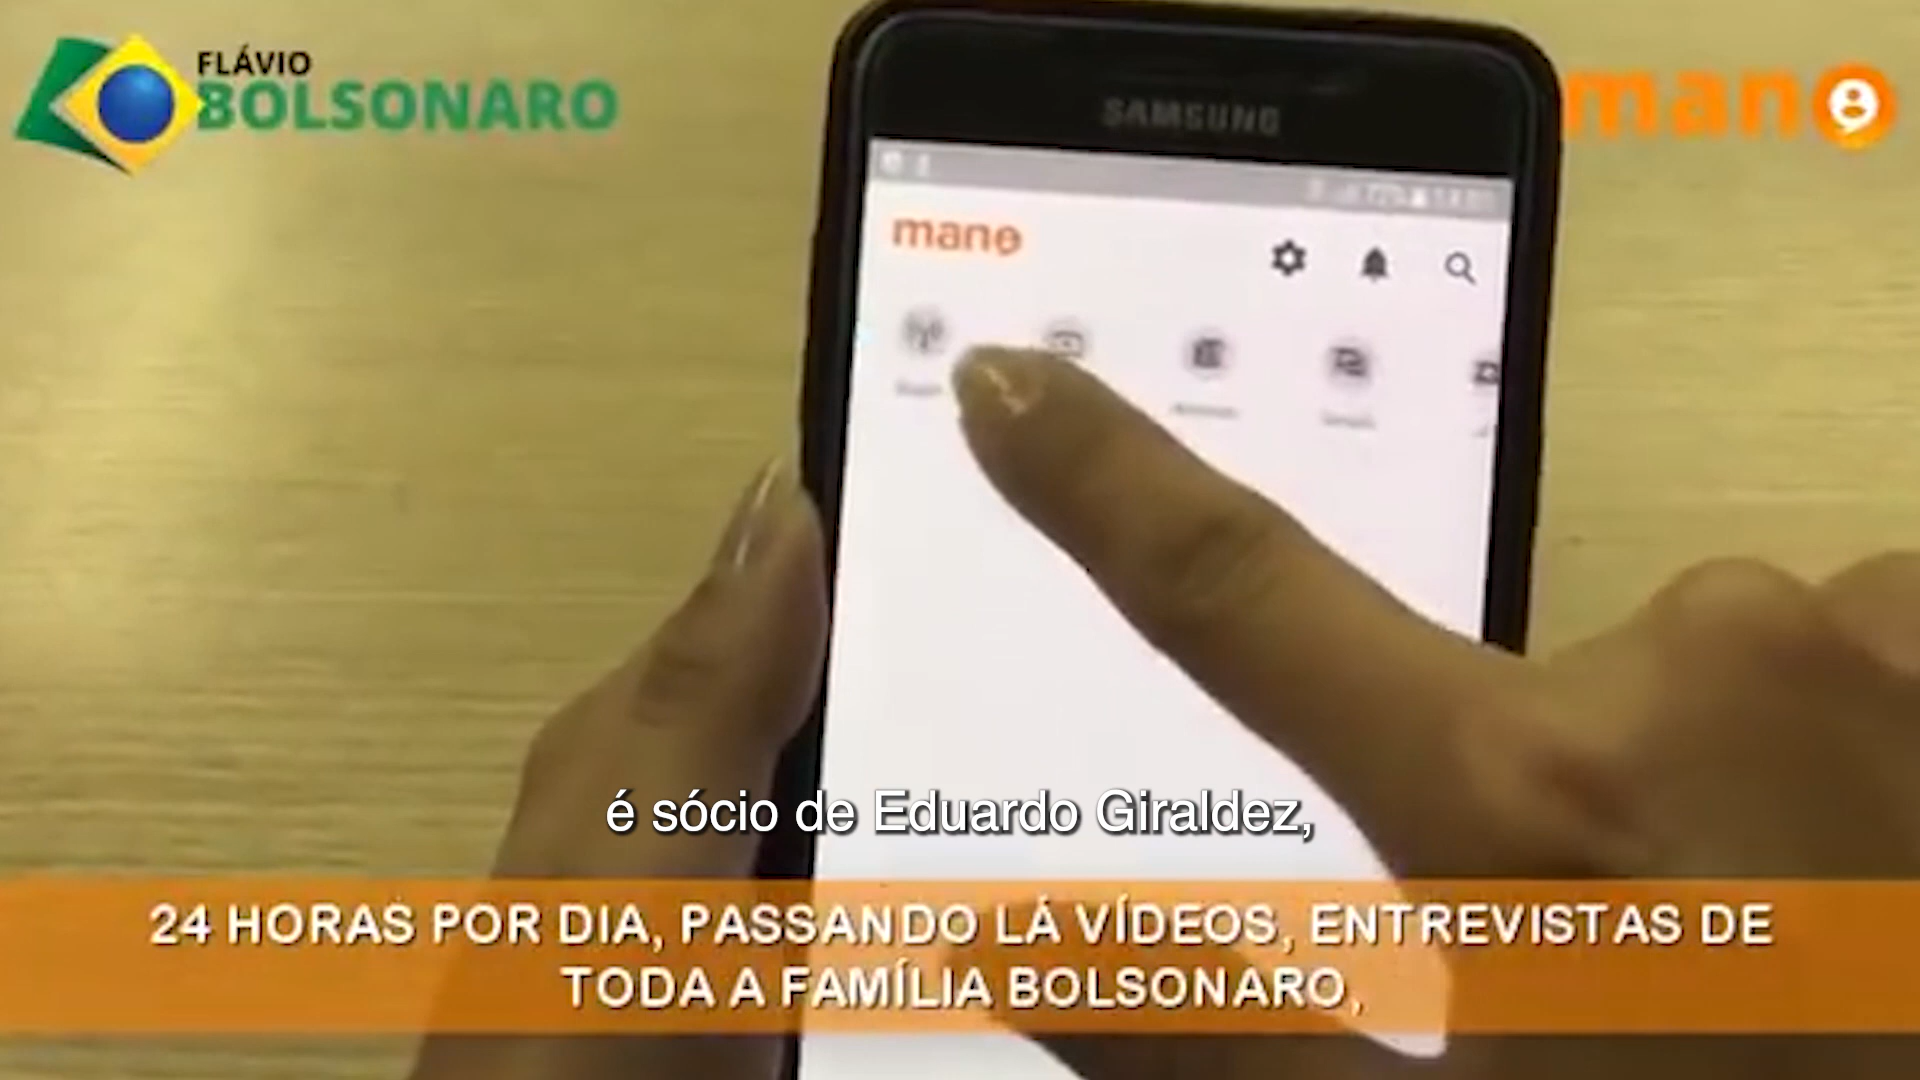 FLÁVIO
BOLSONARO
mano
SAMSUNG
mano
é sócio de Eduardo Giraldez,
24 HORAS POR DIA, PASSANDO LÁ VÍDEOS, ENTREVISTAS DE
TODA A FAMÍLIA BOLSONARO,